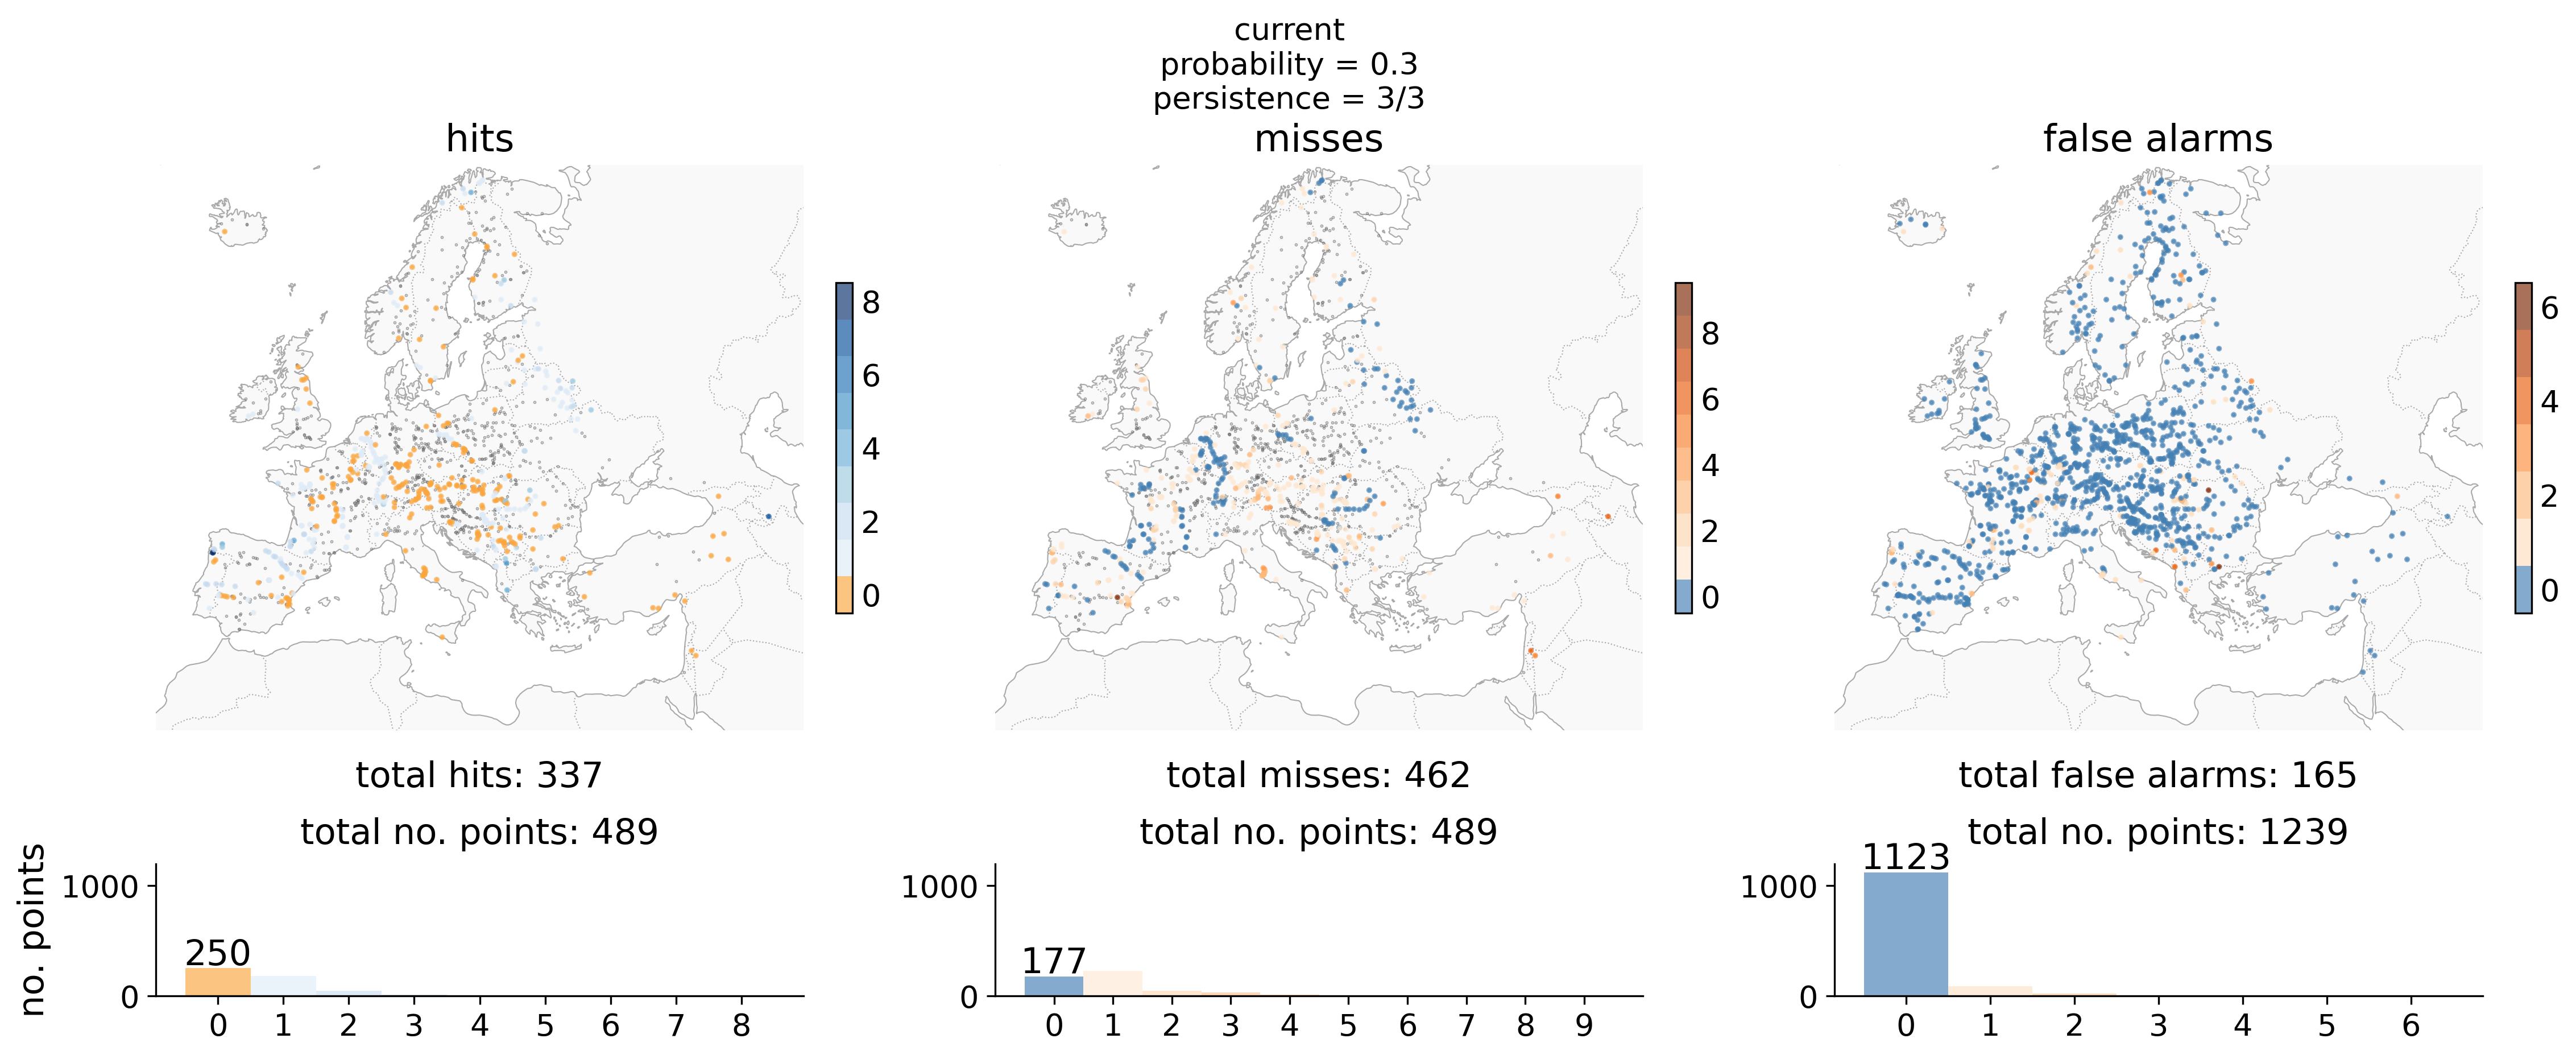 current
probability = 0.3
persistence = 3/3
hits
misses
false alarms
8
6
4
2
0
8
6
4
2
0
6
4
2
0
total hits: 337
total misses: 462
total false alarms: 165
total no. points: 489
total no. points: 489
total no. points: 1239
no. points
1000
0
250
0 1 2 3 4 5 6 7 8
1000
0
177
0 1 2 3 4 5 6 7 8 9
1000
0
1123
0 1 2 3 4 5 6